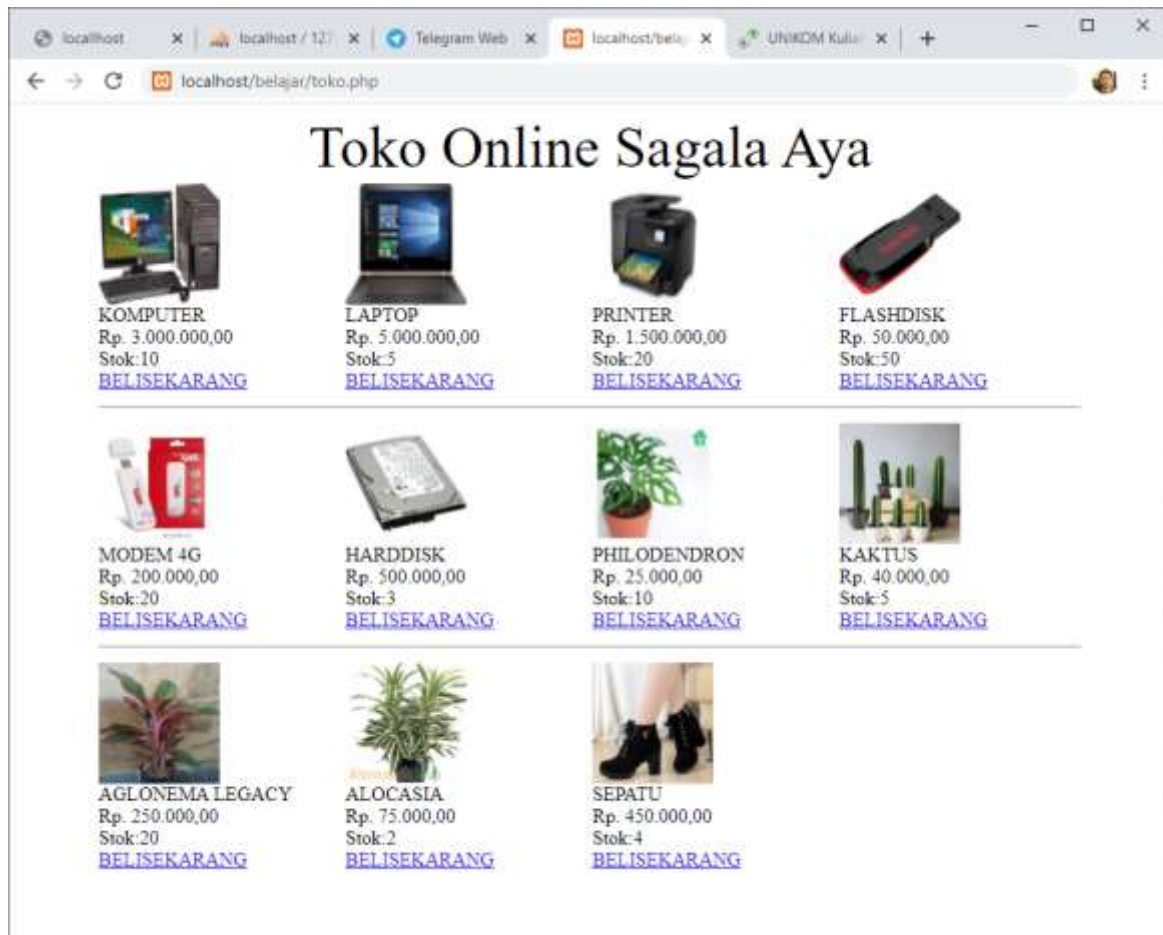 localhost
localhost / 127
Telegram Web
localhost/belaj
UNIKOM Kulia
localhost/belajar/toko.php
Toko Online Sagala Aya
KOMPUTER
Rp. 3.000.000,00
Stok:10
BELISEKARANG
LAPTOP
Rp. 5.000.000,00
Stok:5
BELISEKARANG
PRINTER
Rp. 1.500.000,00
Stok:20
BELISEKARANG
FLASHDISK
Rp. 50.000,00
Stok:50
BELISEKARANG
MODEM 4G
Rp. 200.000,00
Stok:20
BELISEKARANG
HARDDISK
Rp. 500.000,00
Stok:3
BELISEKARANG
PHILODENDRON
Rp. 25.000,00
Stok:10
BELISEKARANG
KAKTUS
Rp. 40.000,00
Stok:5
BELISEKARANG
AGLONEMA LEGACY
Rp. 250.000,00
Stok:20
BELISEKARANG
ALOCASIA
Rp. 75.000,00
Stok:2
BELISEKARANG
SEPATU
Rp. 450.000,00
Stok:4
BELISEKARANG